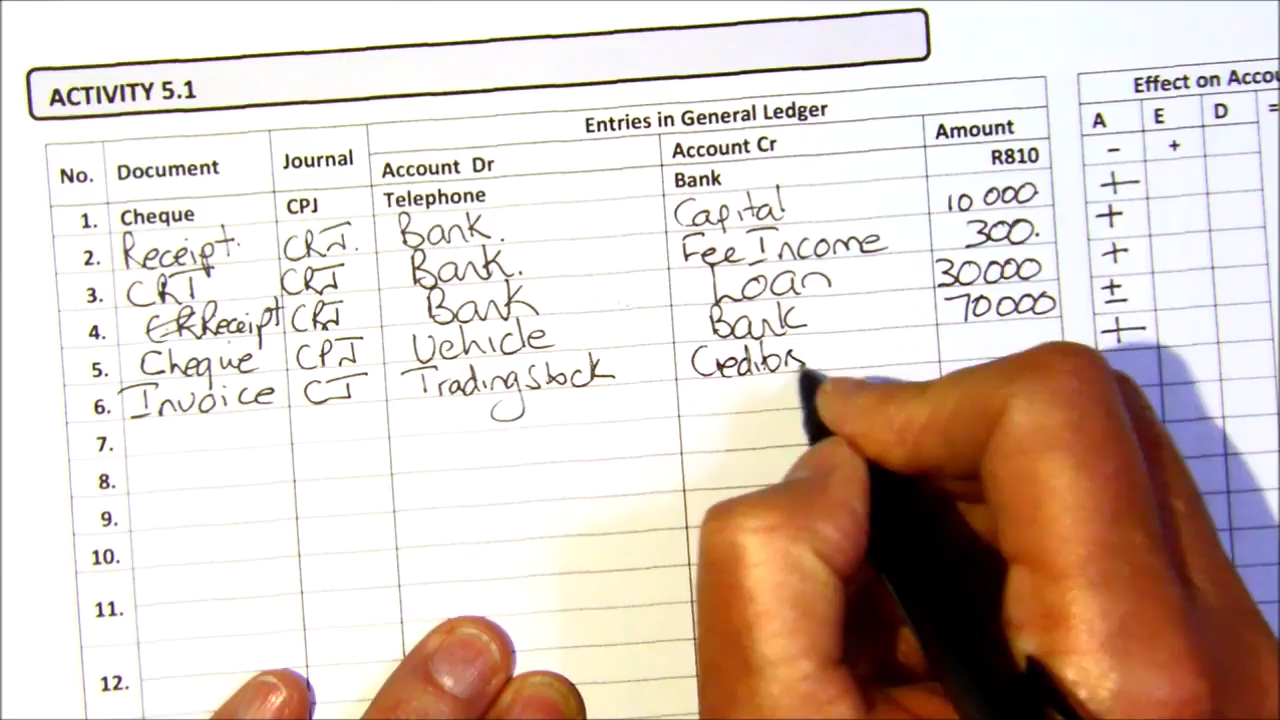 ACTIVITY 5.1
Entries in General Ledger
Effect on Accou
No. Document Journal Account Dr Account Cr Amount A E D =
1. Cheque CPJ Telephone Bank R810 - +
2. Receipt. CRJ. Bank. Capital 10 000 +
3. CRT CRJ Bank. Fee Income 300. +
4. Receipt CRJ Bank Loan 30000 +
5. Cheque CPJ Vehicle Bank 70000 ±
6. Invoice CJ Trading Stock Creditors +
7.
8.
9.
10.
11.
12.